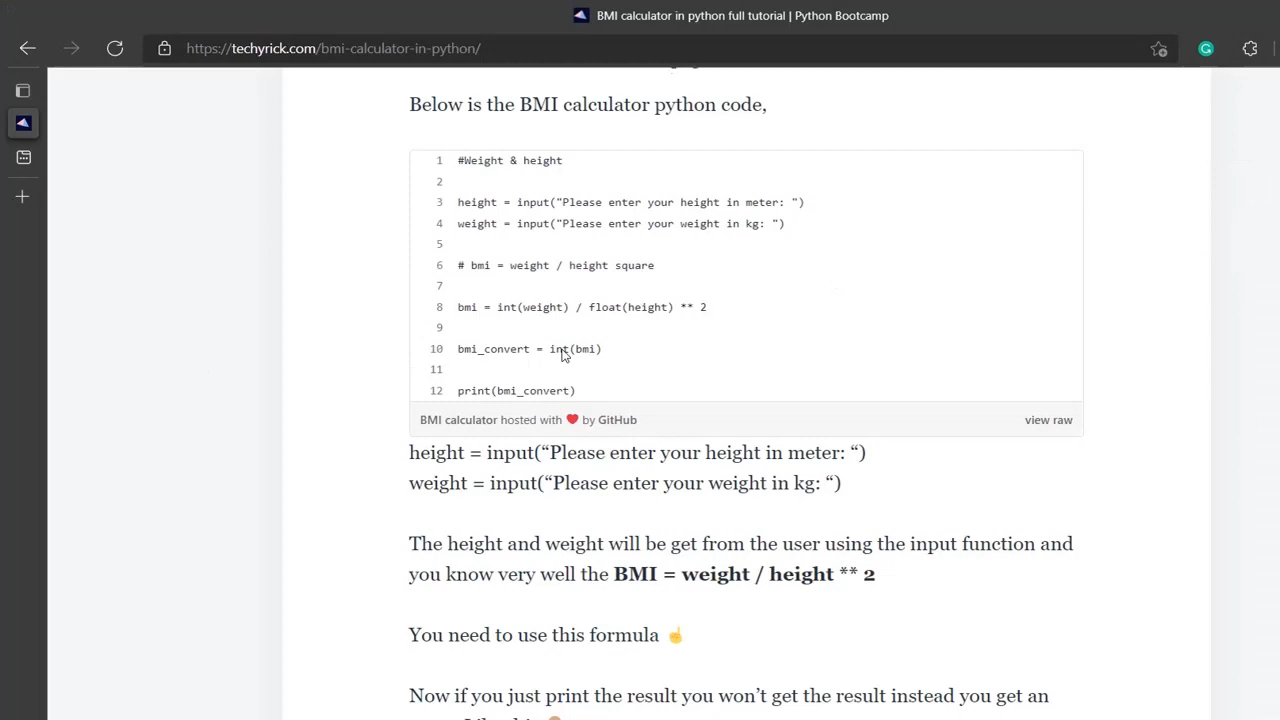 BMI calculator in python full tutorial | Python Bootcamp
https://techyrick.com/bmi-calculator-in-python/
Below is the BMI calculator python code,
1 #Weight & height
2
3 height = input("Please enter your height in meter: ")
4 weight = input("Please enter your weight in kg: ")
5
6 # bmi = weight / height square
7
8 bmi = int(weight) / float(height) ** 2
9
10 bmi_convert = int(bmi)
11
12 print(bmi_convert)
BMI calculator hosted with ❤ by GitHub view raw
height = input(“Please enter your height in meter: “)
weight = input(“Please enter your weight in kg: “)
The height and weight will be get from the user using the input function and
you know very well the BMI = weight / height ** 2
You need to use this formula ☝
Now if you just print the result you won’t get the result instead you get an